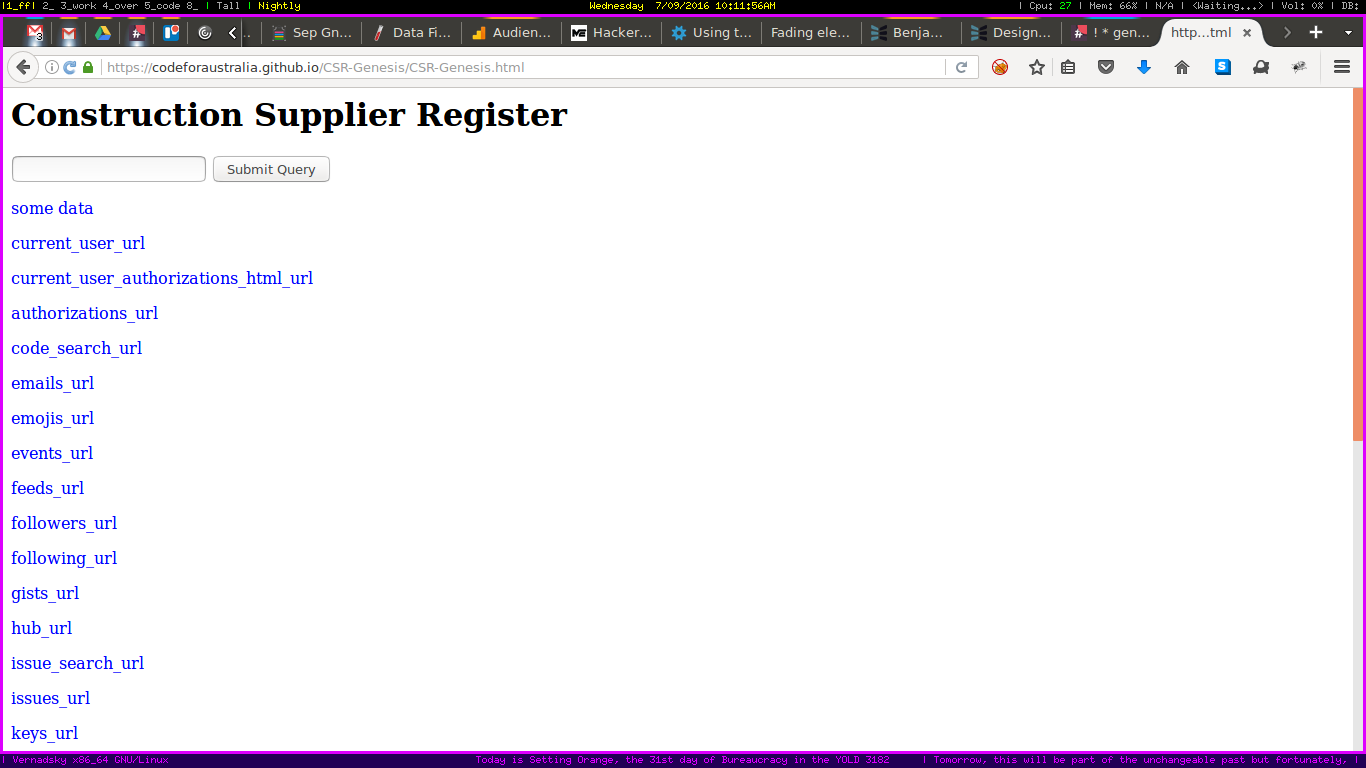 |1_ff| 2_ 3_work 4_over 5_code 8_ | Tall | Nightly Wednesday 7/09/2016 10:11:56AM | Cpu: 27 | Mem: 66% | N/A | <Waiting...> | Vol: 0% | DB:
3 Sep Gn... Data Fi... Audien... Hacker... Using t... Fading ele... Benja... Design... ! * gen... http...tml
https://codeforaustralia.github.io/CSR-Genesis/CSR-Genesis.html
Construction Supplier Register
Submit Query
some data
current_user_url
current_user_authorizations_html_url
authorizations_url
code_search_url
emails_url
emojis_url
events_url
feeds_url
followers_url
following_url
gists_url
hub_url
issue_search_url
issues_url
keys_url
| Vernadsky x86_64 GNU/Linux Today is Setting Orange, the 31st day of Bureaucracy in the YOLD 3182 | Tomorrow, this will be part of the unchangeable past but fortunately, |